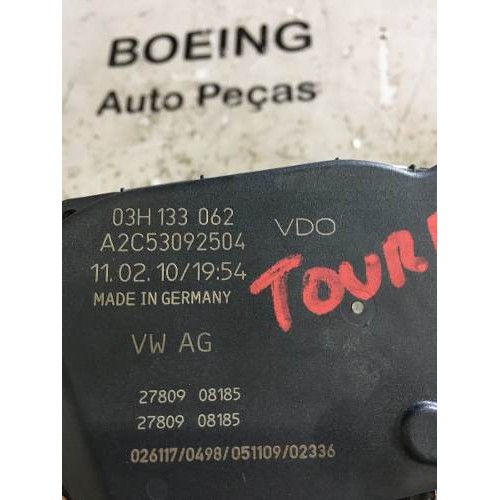 BOEING
Auto Peças
03H 133 062
A2C53092504 VDO
11.02.10/19:54
MADE IN GERMANY
VW AG
27809 08185
27809 08185
026117/0498/051109/02336